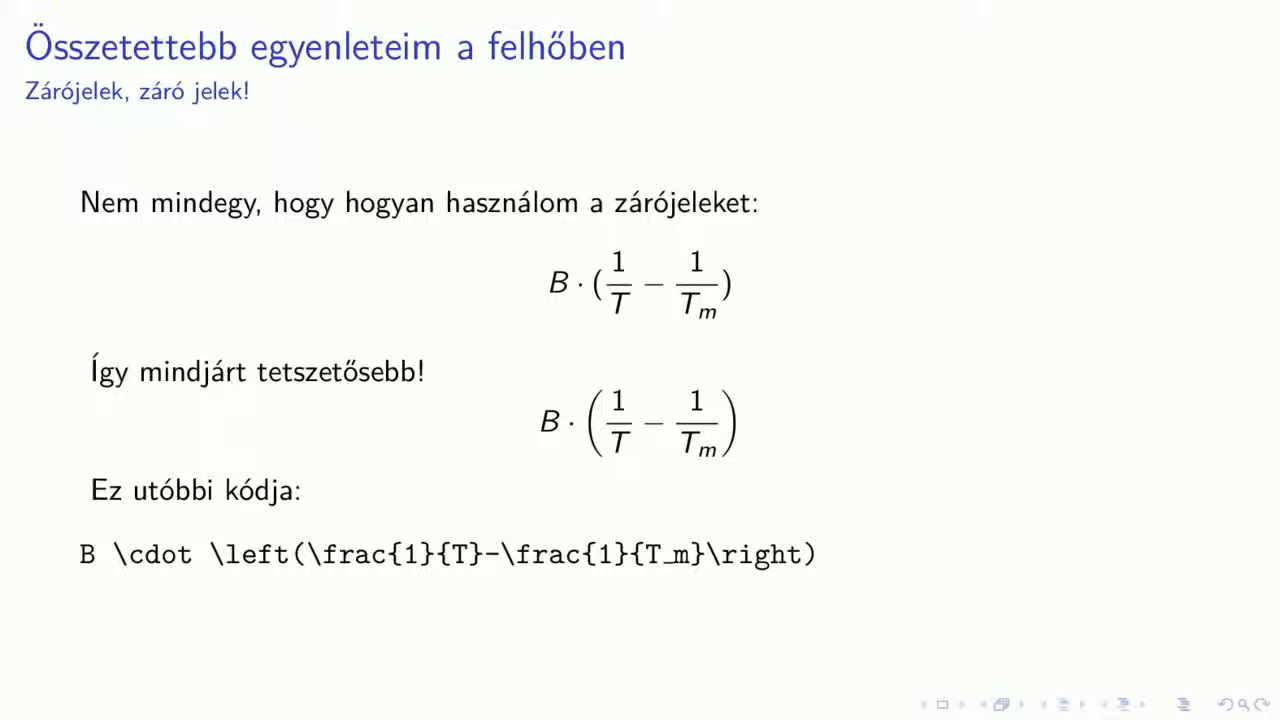 Összetettebb egyenleteim a felhőben
Zárójelek, záró jelek!
Nem mindegy, hogy hogyan használom a zárójeleket:
B · (1/T − 1/T_m)
Így mindjárt tetszetősebb!
B · (1/T − 1/T_m)
Ez utóbbi kódja:
B \cdot \left(\frac{1}{T}-\frac{1}{T_m}\right)